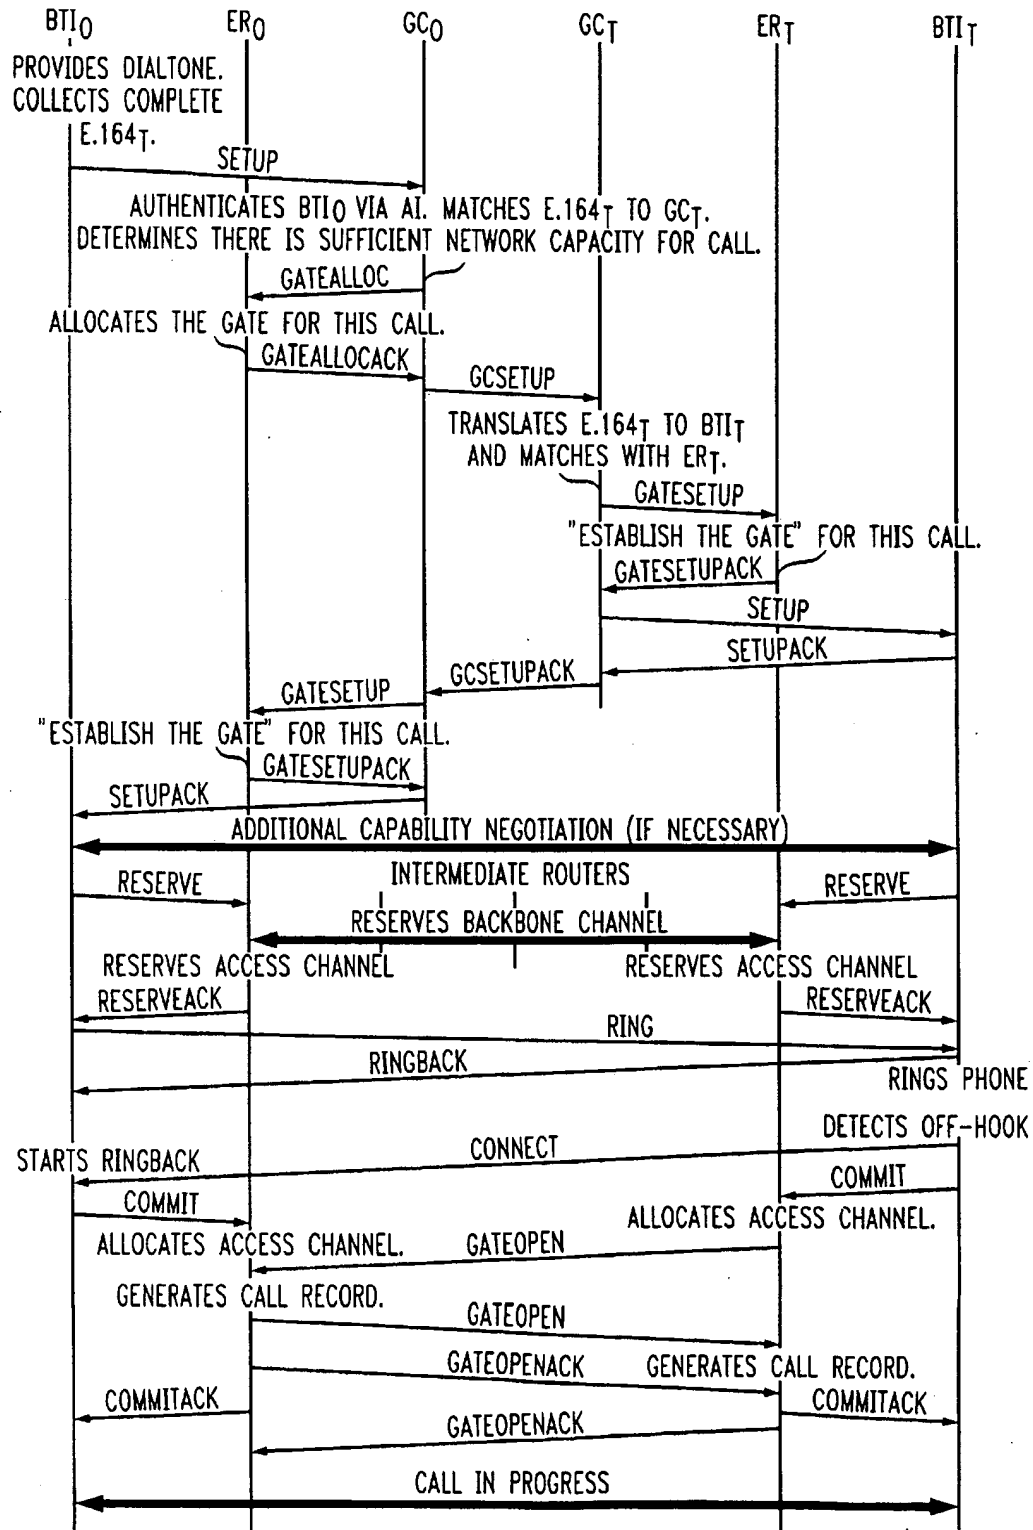 BTIO ERO GCO GCT ERT BTIT
PROVIDES DIALTONE.
COLLECTS COMPLETE
E.164T.
SETUP
AUTHENTICATES BTIO VIA AI. MATCHES E.164T TO GCT.
DETERMINES THERE IS SUFFICIENT NETWORK CAPACITY FOR CALL.
GATEALLOC
ALLOCATES THE GATE FOR THIS CALL.
GATEALLOCACK
GCSETUP
TRANSLATES E.164T TO BTIT
AND MATCHES WITH ERT.
GATESETUP
"ESTABLISH THE GATE" FOR THIS CALL.
GATESETUPACK
SETUP
SETUPACK
GCSETUPACK
GATESETUP
"ESTABLISH THE GATE" FOR THIS CALL.
GATESETUPACK
SETUPACK
ADDITIONAL CAPABILITY NEGOTIATION (IF NECESSARY)
RESERVE INTERMEDIATE ROUTERS RESERVE
RESERVES BACKBONE CHANNEL
RESERVES ACCESS CHANNEL RESERVES ACCESS CHANNEL
RESERVEACK RESERVEACK
RING
RINGBACK
RINGS PHONE
DETECTS OFF-HOOK
STARTS RINGBACK CONNECT
COMMIT
COMMIT
ALLOCATES ACCESS CHANNEL.
ALLOCATES ACCESS CHANNEL. GATEOPEN
GENERATES CALL RECORD.
GATEOPEN
GATEOPENACK GENERATES CALL RECORD.
COMMITACK COMMITACK
GATEOPENACK
CALL IN PROGRESS